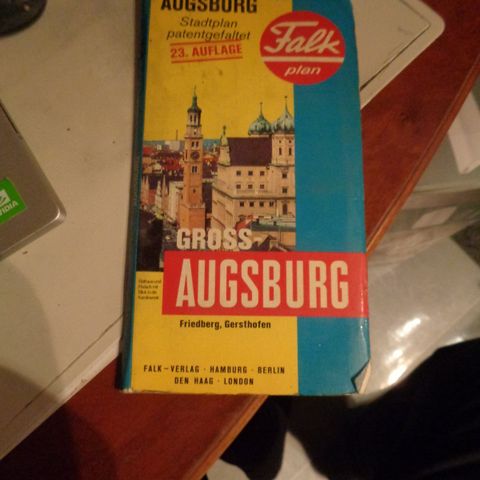 AUGSBURG
Stadtplan
patentgefaltet
23. AUFLAGE
Falk
plan
GROSS-
AUGSBURG
Friedberg, Gersthofen
FALK – VERLAG · HAMBURG · BERLIN
DEN HAAG · LONDON